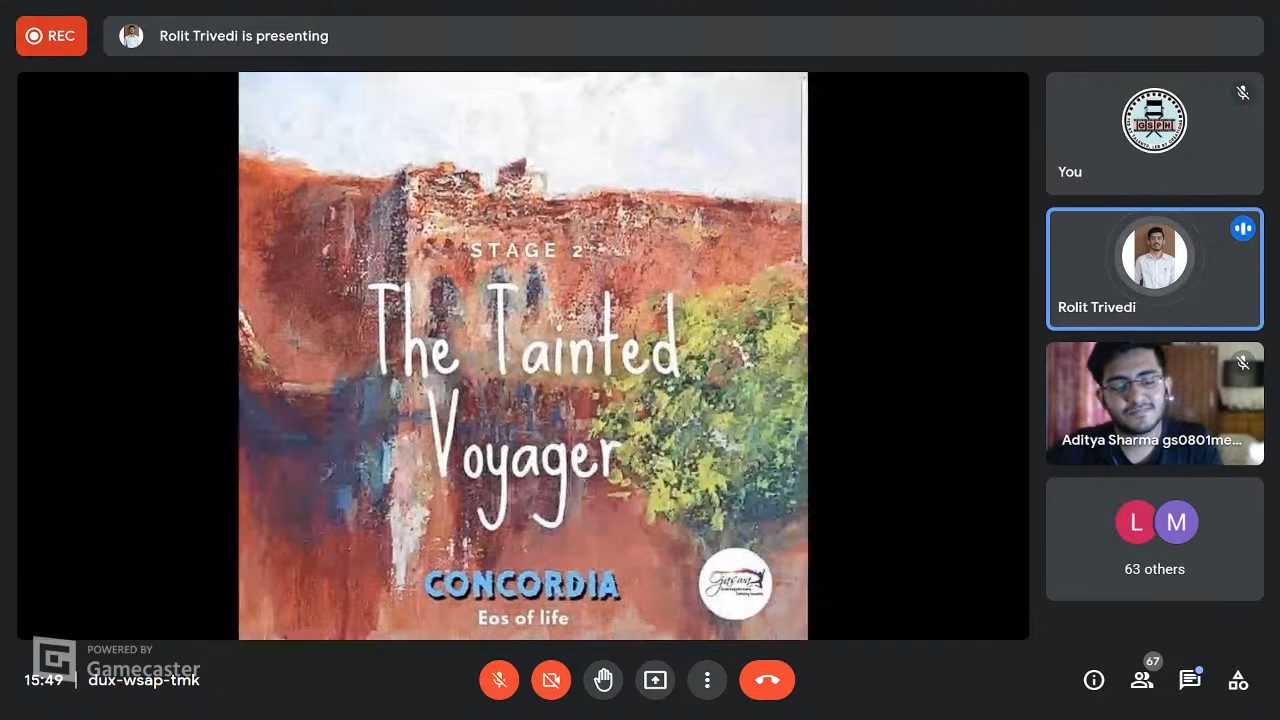 REC
Rolit Trivedi is presenting
You
Rolit Trivedi
Aditya Sharma gs0801me...
L
M
63 others
STAGE 2
The Tainted
Voyager
CONCORDIA
Eos of life
POWERED BY
Gamecaster
15:49 | dux-wsap-tmk
67